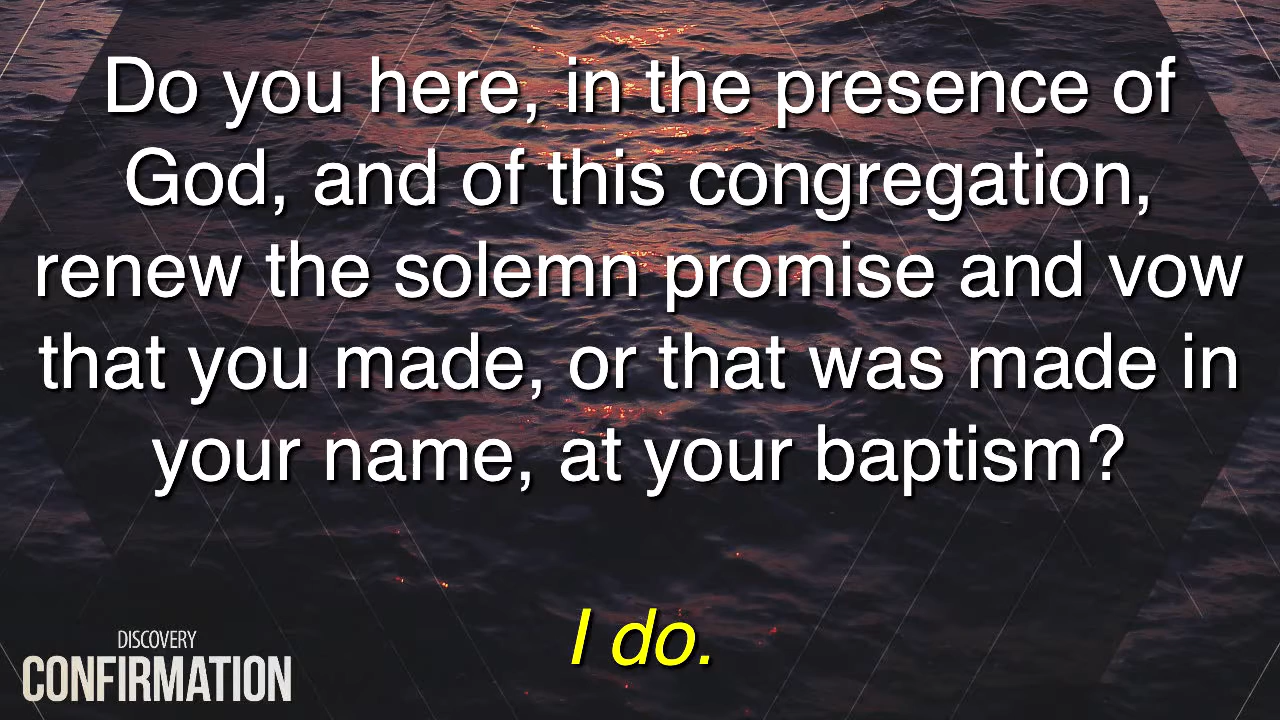 Do you here, in the presence of
God, and of this congregation,
renew the solemn promise and vow
that you made, or that was made in
your name, at your baptism?
I do.
DISCOVERY
CONFIRMATION